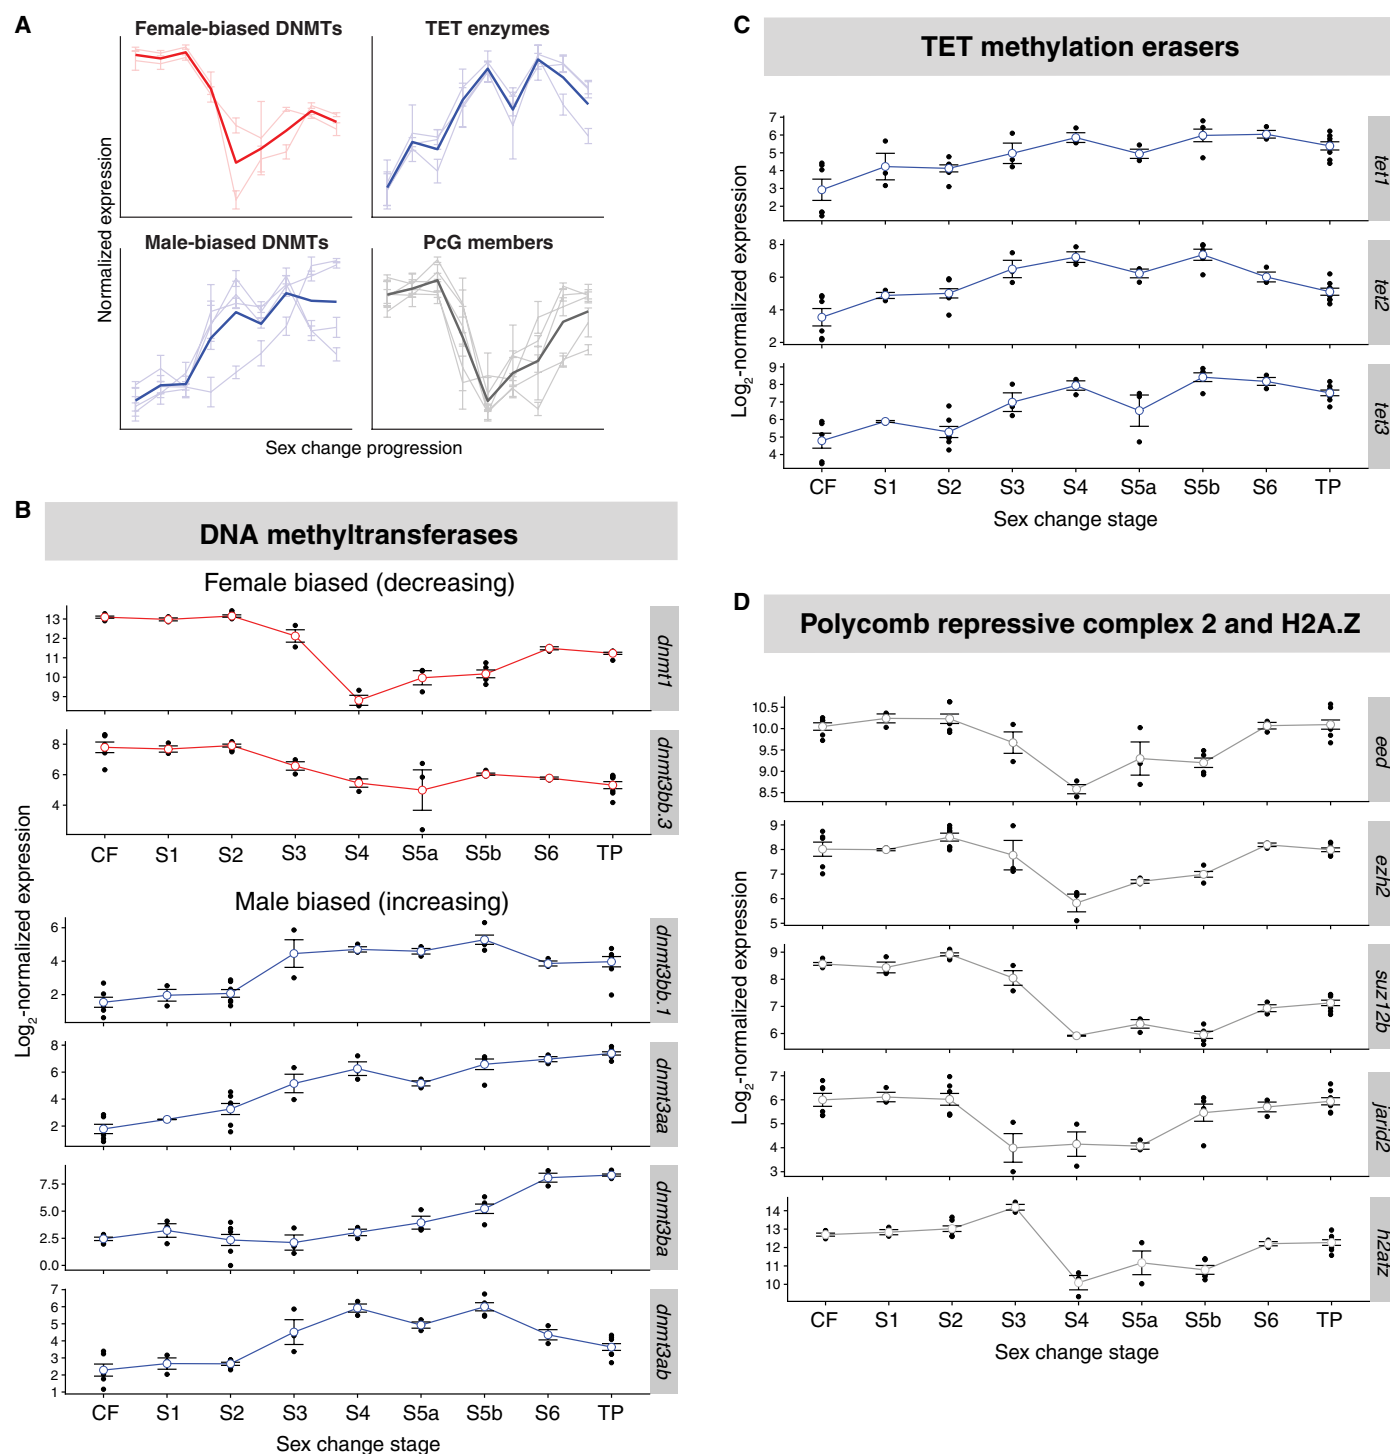 A
Female-biased DNMTs
TET enzymes
Male-biased DNMTs
PcG members
Normalized expression
Sex change progression
B
DNA methyltransferases
Female biased (decreasing)
13
12
11
10
9
dnmt1
8
6
4
dnmt3bb.3
CF S1 S2 S3 S4 S5a S5b S6 TP
Male biased (increasing)
Log2-normalized expression
6
4
2
dnmt3bb.1
8
6
4
2
dnmt3aa
7.5
5.0
2.5
0.0
dnmt3ba
7
6
5
4
3
2
1
dnmt3ab
CF S1 S2 S3 S4 S5a S5b S6 TP
Sex change stage
C
TET methylation erasers
Log2-normalized expression
7
6
5
4
3
2
tet1
8
6
4
2
tet2
9
8
7
6
5
4
tet3
CF S1 S2 S3 S4 S5a S5b S6 TP
Sex change stage
D
Polycomb repressive complex 2 and H2A.Z
Log2-normalized expression
10.5
10.0
9.5
9.0
8.5
eed
9
8
7
6
5
ezh2
9
8
7
6
suz12b
7
6
5
4
3
jarid2
14
13
12
11
10
h2afz
CF S1 S2 S3 S4 S5a S5b S6 TP
Sex change stage